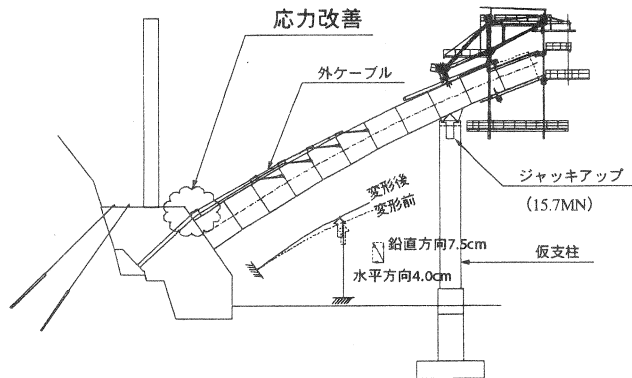 応力改善
外ケーブル
ジャッキアップ
(15.7MN)
変形後
変形前
鉛直方向7.5cm
水平方向4.0cm
仮支柱